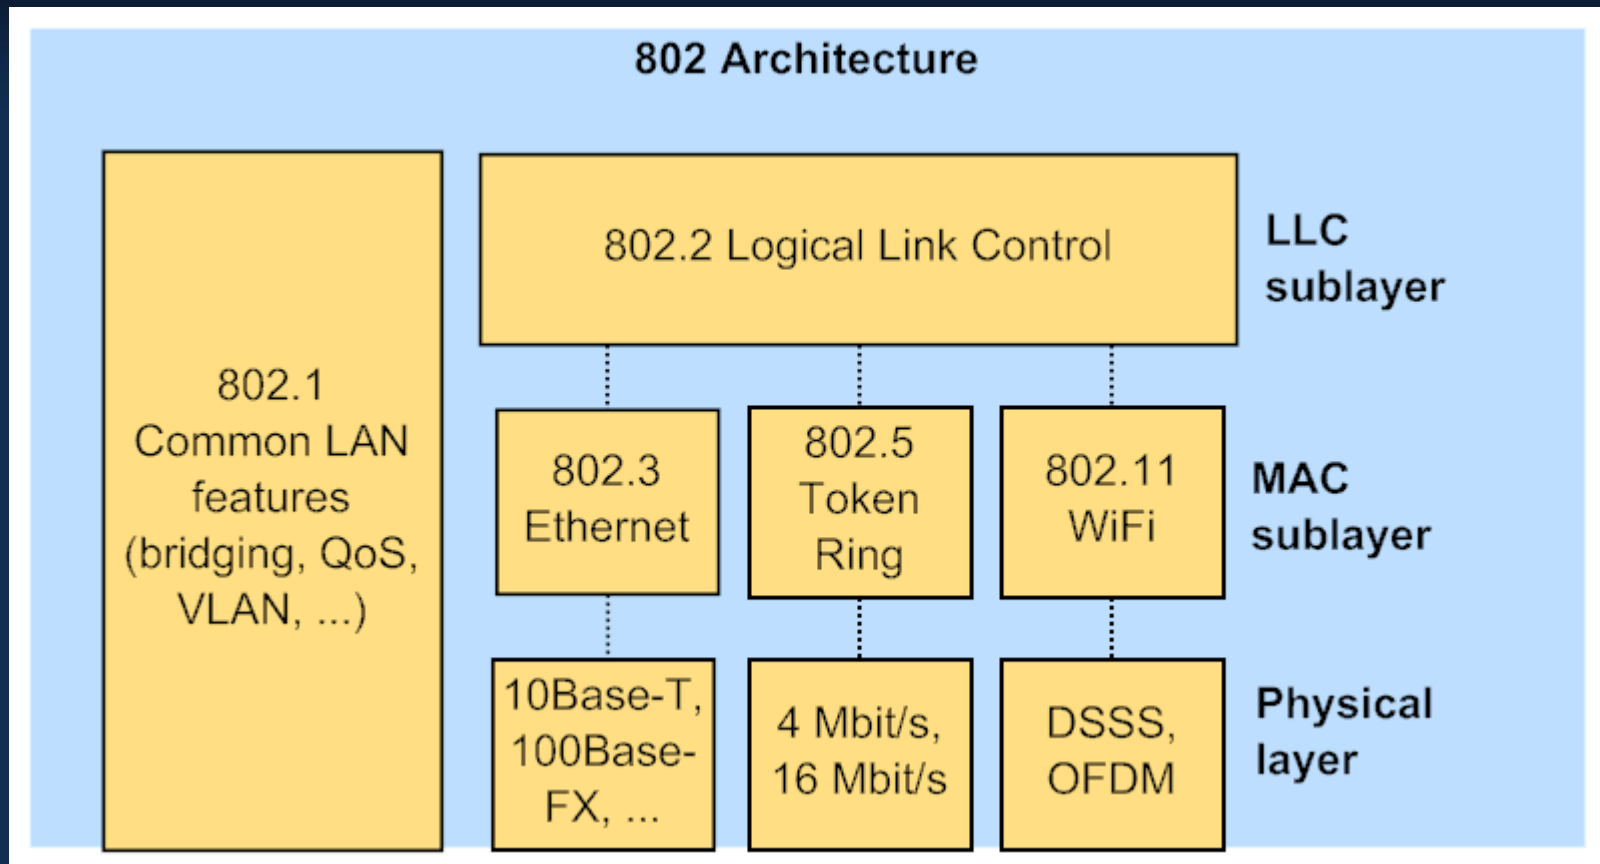 802 Architecture
802.1
Common LAN
features
(bridging, QoS,
VLAN, ...)
802.2 Logical Link Control
LLC
sublayer
802.3
Ethernet
802.5
Token
Ring
802.11
WiFi
MAC
sublayer
10Base-T,
100Base-
FX, ...
4 Mbit/s,
16 Mbit/s
DSSS,
OFDM
Physical
layer